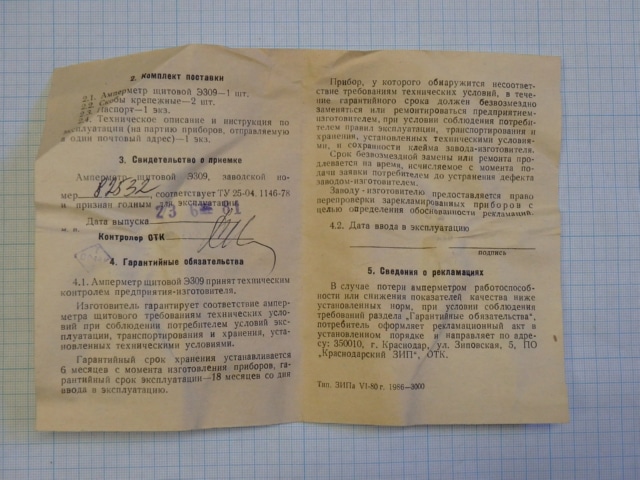 2. Комплект поставки
2.1. Амперметр щитовой Э309—1 шт.
2.2. Скобы крепежные—2 шт.
2.3. Паспорт—1 экз.
2.4. Техническое описание и инструкция по
эксплуатации (на партию приборов, отправляемую
в один почтовый адрес)—1 экз.
3. Свидетельство о приемке
Амперметр щитовой Э309, заводской но-
мер 82532, соответствует ТУ 25-04. 1146-78
и признан годным для эксплуатации
Дата выпуска 23 6 81
Контролер ОТК
4. Гарантийные обязательства
4.1. Амперметр щитовой Э309 принят техническим
контролем предприятия-изготовителя.
Изготовитель гарантирует соответствие ампер-
метра щитового требованиям технических усло-
вий при соблюдении потребителем условий экс-
плуатации, транспортирования и хранения, уста-
новленных техническими условиями.
Гарантийный срок хранения устанавливается
6 месяцев с момента изготовления приборов, га-
рантийный срок эксплуатации—18 месяцев со дня
ввода в эксплуатацию.
Прибор, у которого обнаружится несоответ-
ствие требованиям технических условий, в тече-
ние гарантийного срока должен безвозмездно
заменяться или ремонтироваться предприятием-
изготовителем, при условии соблюдения потреби-
телем правил эксплуатации, транспортирования и
хранения, установленных техническими условия-
ми, и сохранности клейма завода-изготовителя.
Срок безвозмездной замены или ремонта про-
длевается на время, исчисляемое с момента по-
дачи заявки потребителем до устранения дефекта
заводом-изготовителем.
Заводу-изготовителю предоставляется право
перепроверки зарекламированных приборов с
целью определения обоснованности рекламаций.
4.2. Дата ввода в эксплуатацию
подпись
5. Сведения о рекламациях
В случае потери амперметром работоспособ-
ности или снижения показателей качества ниже
установленных норм, при условии соблюдения
требований раздела „Гарантийные обязательства",
потребитель оформляет рекламационный акт в
установленном порядке и направляет по адре-
су: 350010, г. Краснодар, ул. Зиповская, 5, ПО
„Краснодарский ЗИП", ОТК.
Тип. ЗИПа VI-80 г. 1986—3000